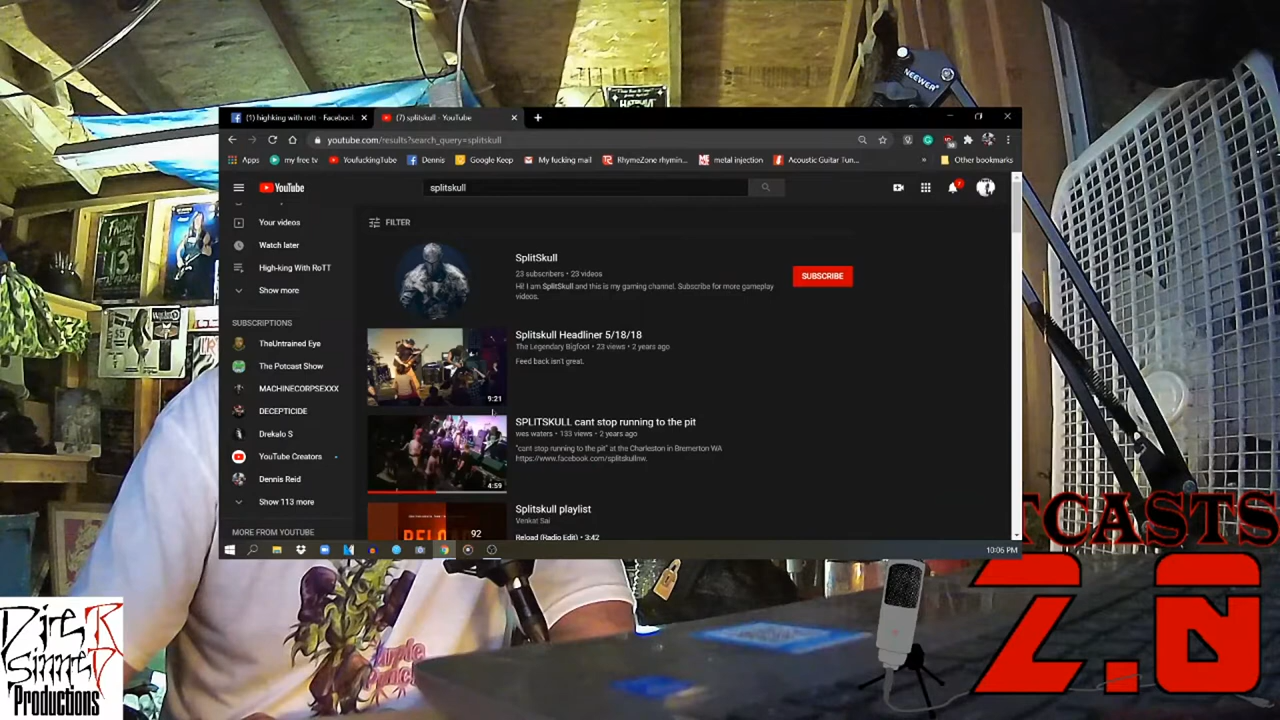 NEEWER
(1) highking with rott - Facebook
(7) splitskull - YouTube
youtube.com/results?search_query=splitskull
Apps
my free tv
YoufuckingTube
Dennis
Google Keep
My fucking mail
RhymeZone rhymin...
metal injection
Acoustic Guitar Tun...
»
Other bookmarks
YouTube
splitskull
Your videos
Watch later
High-king With RoTT
Show more
SUBSCRIPTIONS
TheUntrained Eye
The Potcast Show
MACHINECORPSEXXX
DECEPTICIDE
Drekalo S
YouTube Creators
Dennis Reid
Show 113 more
MORE FROM YOUTUBE
FILTER
SplitSkull
23 subscribers • 23 videos
Hi! I am SplitSkull and this is my gaming channel. Subscribe for more gameplay
videos.
SUBSCRIBE
Splitskull Headliner 5/18/18
The Legendary Bigfoot • 23 views • 2 years ago
Feed back isn't great.
9:21
SPLITSKULL cant stop running to the pit
wes waters • 133 views • 2 years ago
"cant stop running to the pit" at the Charleston in Bremerton WA
https://www.facebook.com/splitskullnw.
4:59
Splitskull playlist
Venkat Sai
Reload (Radio Edit) • 3:42
92
10:06 PM
TCASTS
2.0
Dire
Sinned
Productions